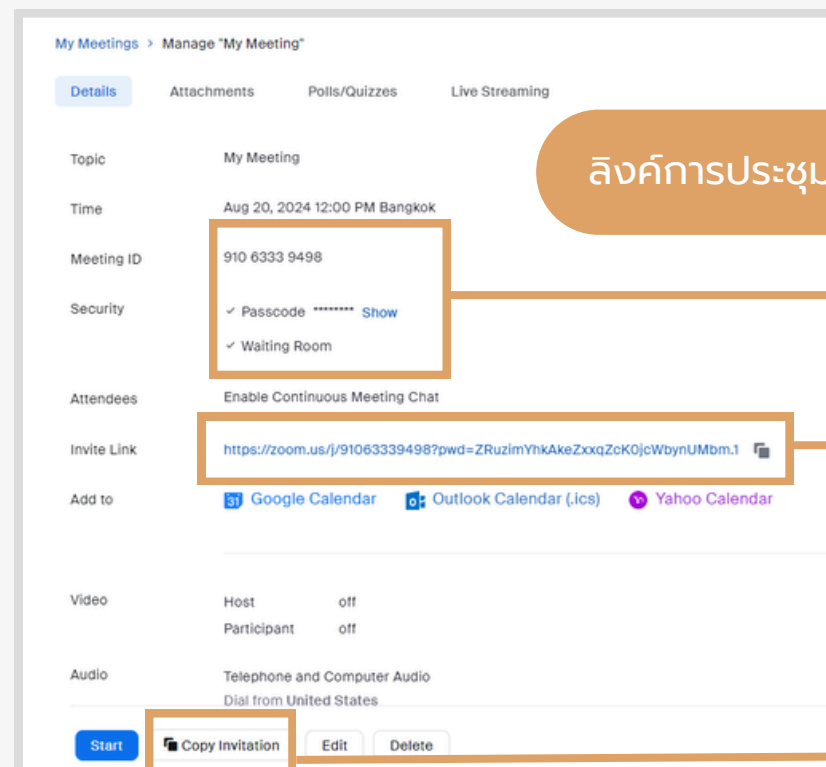 My Meetings > Manage "My Meeting"
Details Attachments Polls/Quizzes Live Streaming
ลิงค์การประชุม
Topic My Meeting
Time Aug 20, 2024 12:00 PM Bangkok
Meeting ID 910 6333 9498
Security ✓ Passcode ******** Show
✓ Waiting Room
Attendees Enable Continuous Meeting Chat
Invite Link https://zoom.us/j/91063339498?pwd=ZRuzimYhkAkeZxxqZcK0jcWbynUMbm.1
Add to 31 Google Calendar Outlook Calendar (.ics) Yahoo Calendar
Video Host off
Participant off
Audio Telephone and Computer Audio
Dial from United States
Start Copy Invitation Edit Delete